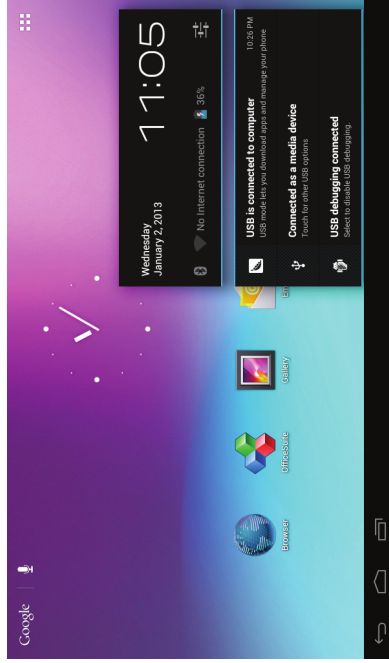 Google
11:05
Wednesday
January 2, 2013
No Internet connection 36%
USB is connected to computer 10:26 PM
USB mode lets you download apps and manage your phone
Connected as a media device
Touch for other USB options
USB debugging connected
Select to disable USB debugging.
Browser
OfficeSuite
Gallery